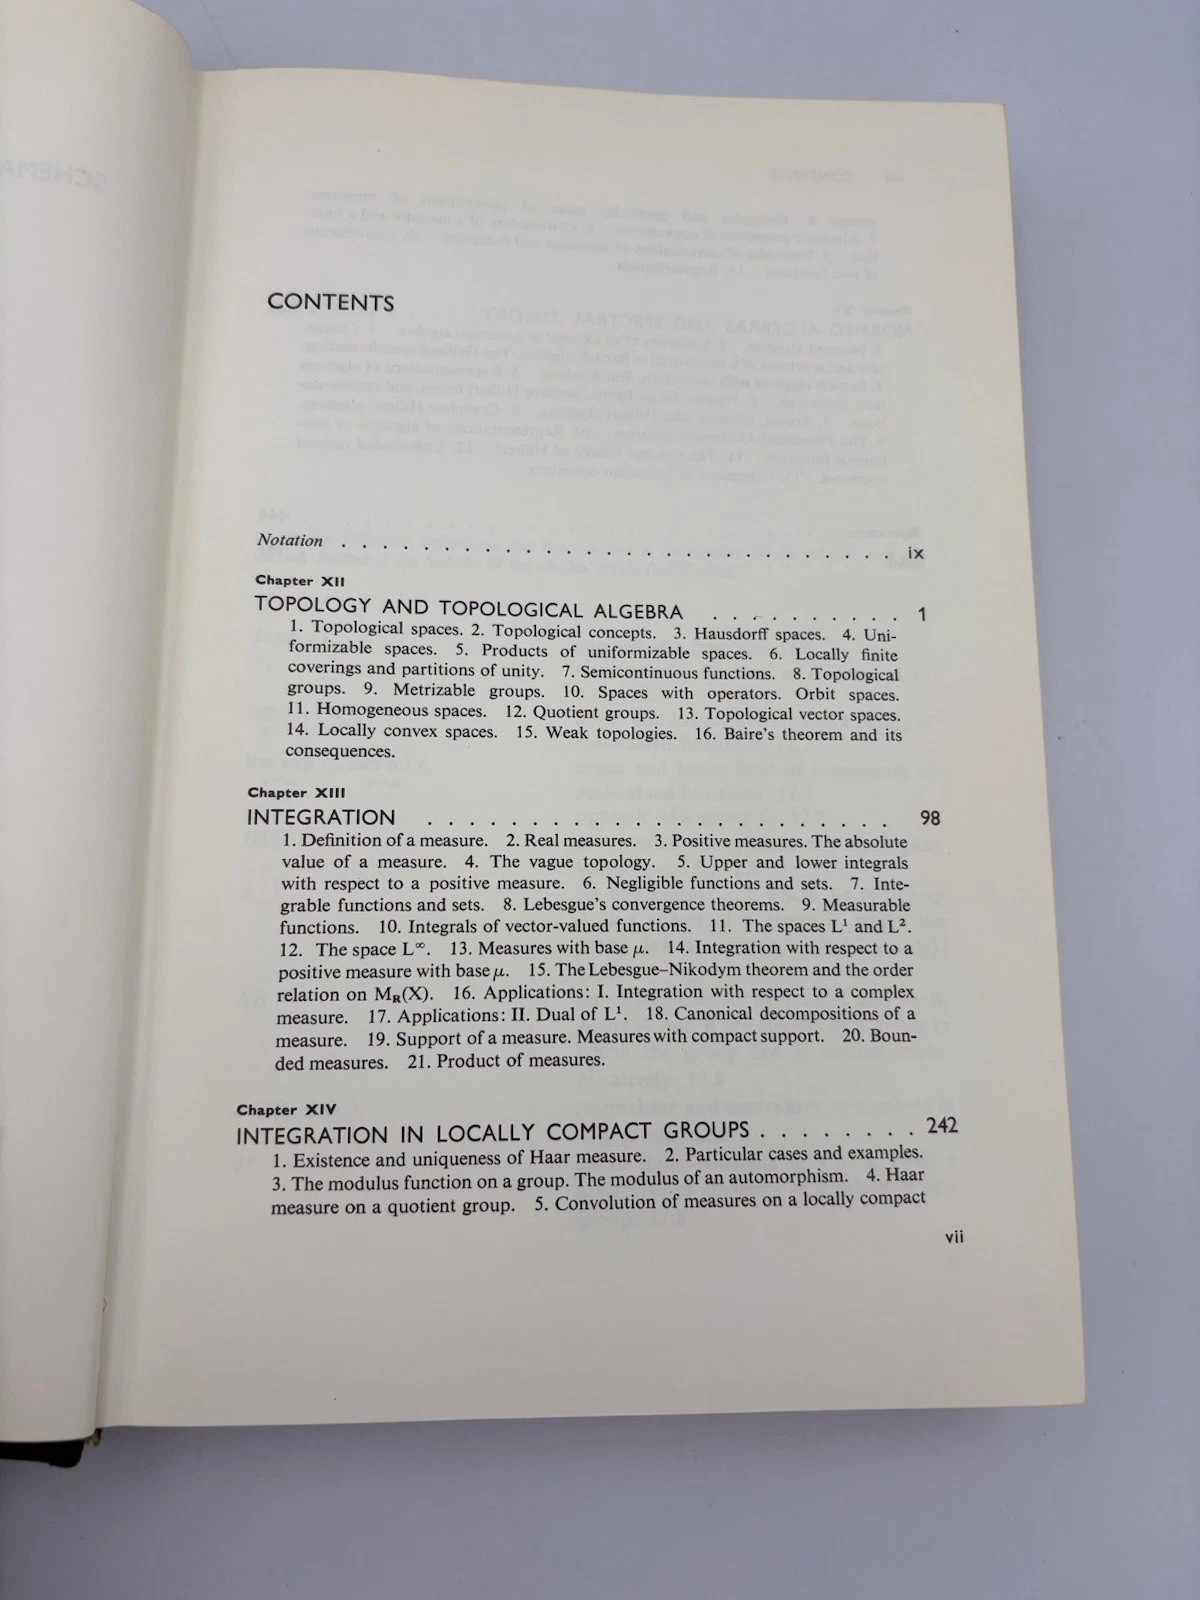 CONTENTS
Notation . . . . . . . . . . . . . . . . . . . . . . . . . . . . . . ix
Chapter XII
TOPOLOGY AND TOPOLOGICAL ALGEBRA . . . . . . . . . . 1
1. Topological spaces. 2. Topological concepts. 3. Hausdorff spaces. 4. Uni-
formizable spaces. 5. Products of uniformizable spaces. 6. Locally finite
coverings and partitions of unity. 7. Semicontinuous functions. 8. Topological
groups. 9. Metrizable groups. 10. Spaces with operators. Orbit spaces.
11. Homogeneous spaces. 12. Quotient groups. 13. Topological vector spaces.
14. Locally convex spaces. 15. Weak topologies. 16. Baire's theorem and its
consequences.
Chapter XIII
INTEGRATION . . . . . . . . . . . . . . . . . . . . . . . 98
1. Definition of a measure. 2. Real measures. 3. Positive measures. The absolute
value of a measure. 4. The vague topology. 5. Upper and lower integrals
with respect to a positive measure. 6. Negligible functions and sets. 7. Inte-
grable functions and sets. 8. Lebesgue's convergence theorems. 9. Measurable
functions. 10. Integrals of vector-valued functions. 11. The spaces L¹ and L².
12. The space L∞. 13. Measures with base μ. 14. Integration with respect to a
positive measure with base μ. 15. The Lebesgue–Nikodym theorem and the order
relation on M_R(X). 16. Applications: I. Integration with respect to a complex
measure. 17. Applications: II. Dual of L¹. 18. Canonical decompositions of a
measure. 19. Support of a measure. Measures with compact support. 20. Boun-
ded measures. 21. Product of measures.
Chapter XIV
INTEGRATION IN LOCALLY COMPACT GROUPS . . . . . . . . 242
1. Existence and uniqueness of Haar measure. 2. Particular cases and examples.
3. The modulus function on a group. The modulus of an automorphism. 4. Haar
measure on a quotient group. 5. Convolution of measures on a locally compact
vii